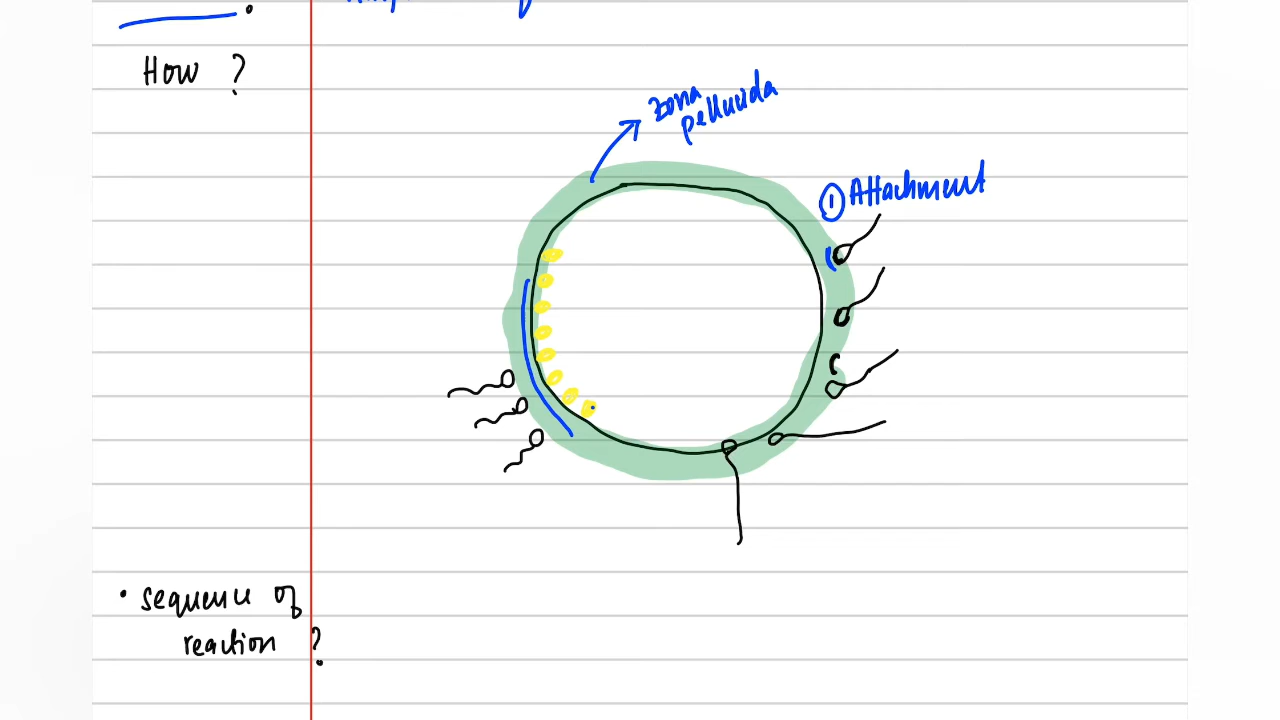 How ?
zona
pellucida
① Attachment
• sequence of
reaction ?